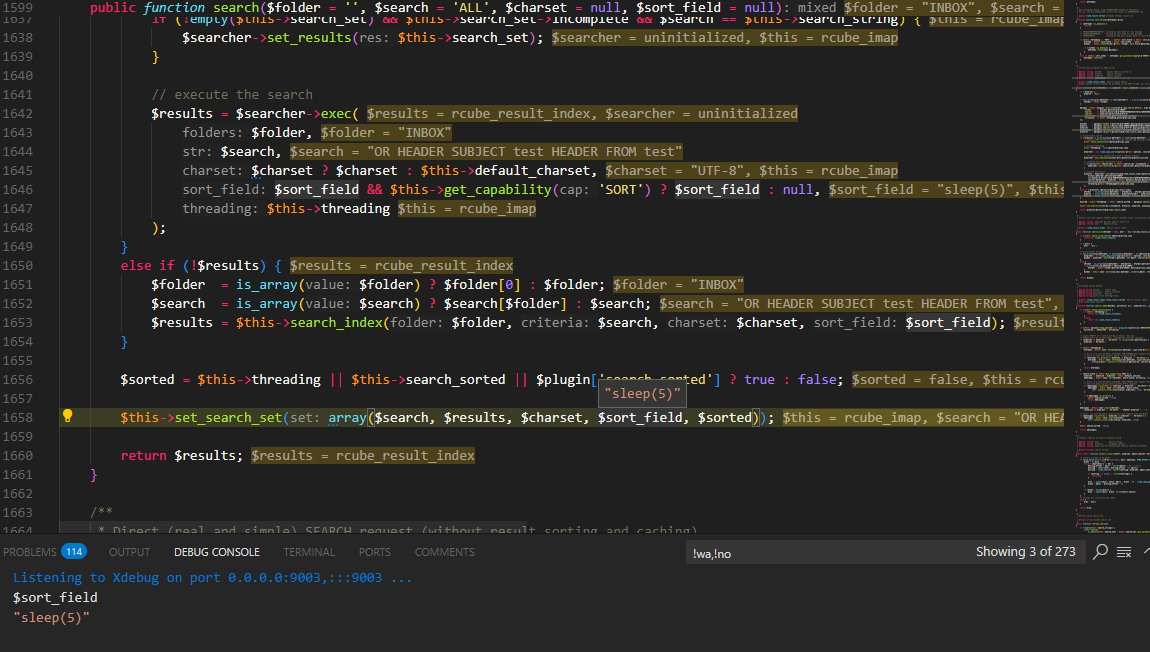 1599 public function search($folder = '', $search = 'ALL', $charset = null, $sort_field = null): mixed $folder = "INBOX", $search =
1637 if (!empty($this->search_set) && $this->search_set->incomplete && $search == $this->search_string) { $this = rcube_imap
1638 $searcher->set_results(res: $this->search_set); $searcher = uninitialized, $this = rcube_imap
1639 }
1640
1641 // execute the search
1642 $results = $searcher->exec( $results = rcube_result_index, $searcher = uninitialized
1643 folders: $folder, $folder = "INBOX"
1644 str: $search, $search = "OR HEADER SUBJECT test HEADER FROM test"
1645 charset: $charset ? $charset : $this->default_charset, $charset = "UTF-8", $this = rcube_imap
1646 sort_field: $sort_field && $this->get_capability(cap: 'SORT') ? $sort_field : null, $sort_field = "sleep(5)", $this
1647 threading: $this->threading $this = rcube_imap
1648 );
1649 }
1650 else if (!$results) { $results = rcube_result_index
1651 $folder = is_array(value: $folder) ? $folder[0] : $folder; $folder = "INBOX"
1652 $search = is_array(value: $search) ? $search[$folder] : $search; $search = "OR HEADER SUBJECT test HEADER FROM test",
1653 $results = $this->search_index(folder: $folder, criteria: $search, charset: $charset, sort_field: $sort_field); $result
1654 }
1655
1656 $sorted = $this->threading || $this->search_sorted || $plugin['search_sorted'] ? true : false; $sorted = false, $this = rcu
1657
"sleep(5)"
1658 $this->set_search_set(set: array($search, $results, $charset, $sort_field, $sorted)); $this = rcube_imap, $search = "OR HEA
1659
1660 return $results; $results = rcube_result_index
1661 }
1662
1663 /**
1664 * Direct (real and simple) SEARCH request (without result sorting and caching)
PROBLEMS 114 OUTPUT DEBUG CONSOLE TERMINAL PORTS COMMENTS !wa,!no Showing 3 of 273
Listening to Xdebug on port 0.0.0.0:9003,:::9003 ...
$sort_field
"sleep(5)"